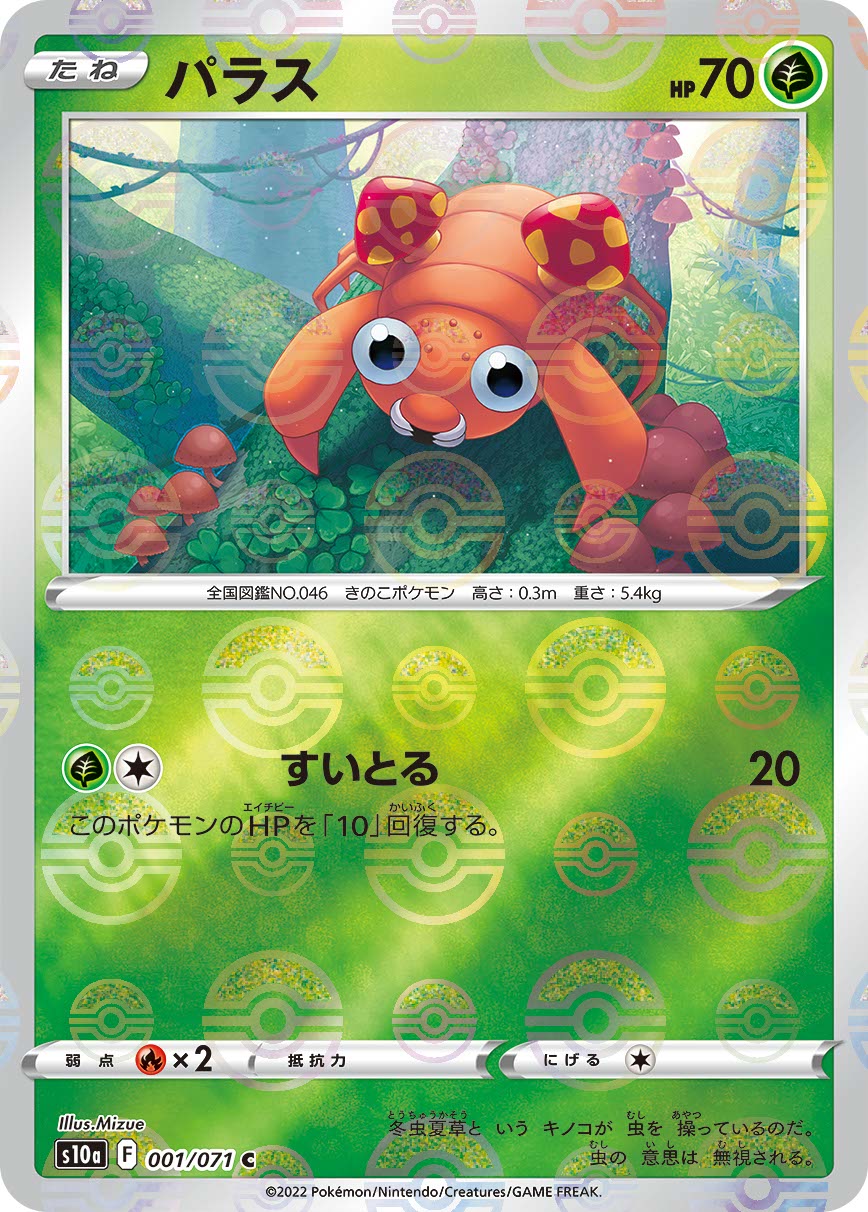 たね パラス HP70
全国図鑑NO.046 きのこポケモン 高さ:0.3m 重さ:5.4kg
すいとる 20
エイチピー かいふく
このポケモンのHPを「10」回復する。
弱点 ×2 抵抗力 にげる
Illus.Mizue
とうちゅうかそう むし あやつ
冬虫夏草と いう キノコが 虫を 操っているのだ。
むし いし むし
虫の 意思は 無視される。
s10a F 001/071 C
©2022 Pokémon/Nintendo/Creatures/GAME FREAK.